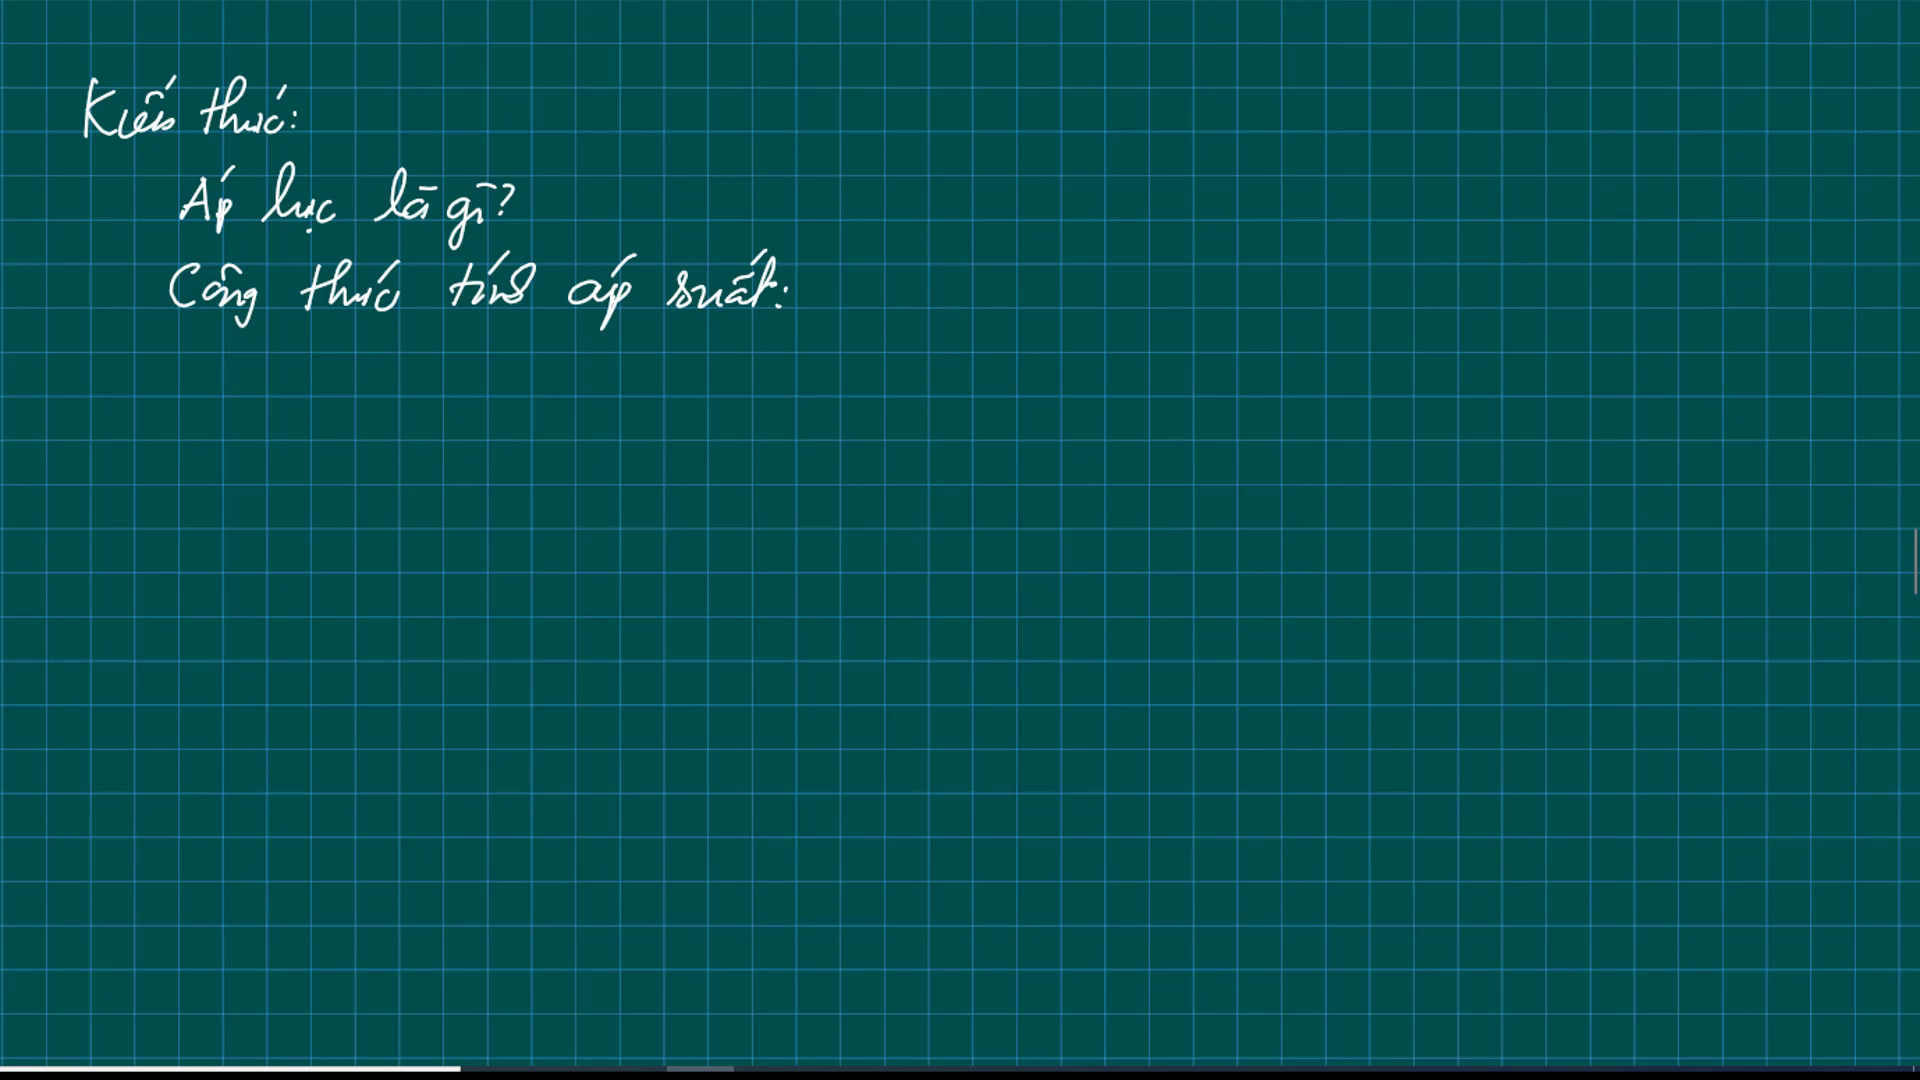 Kiến thức:
Áp lực là gì?
Công thức tính áp suất: